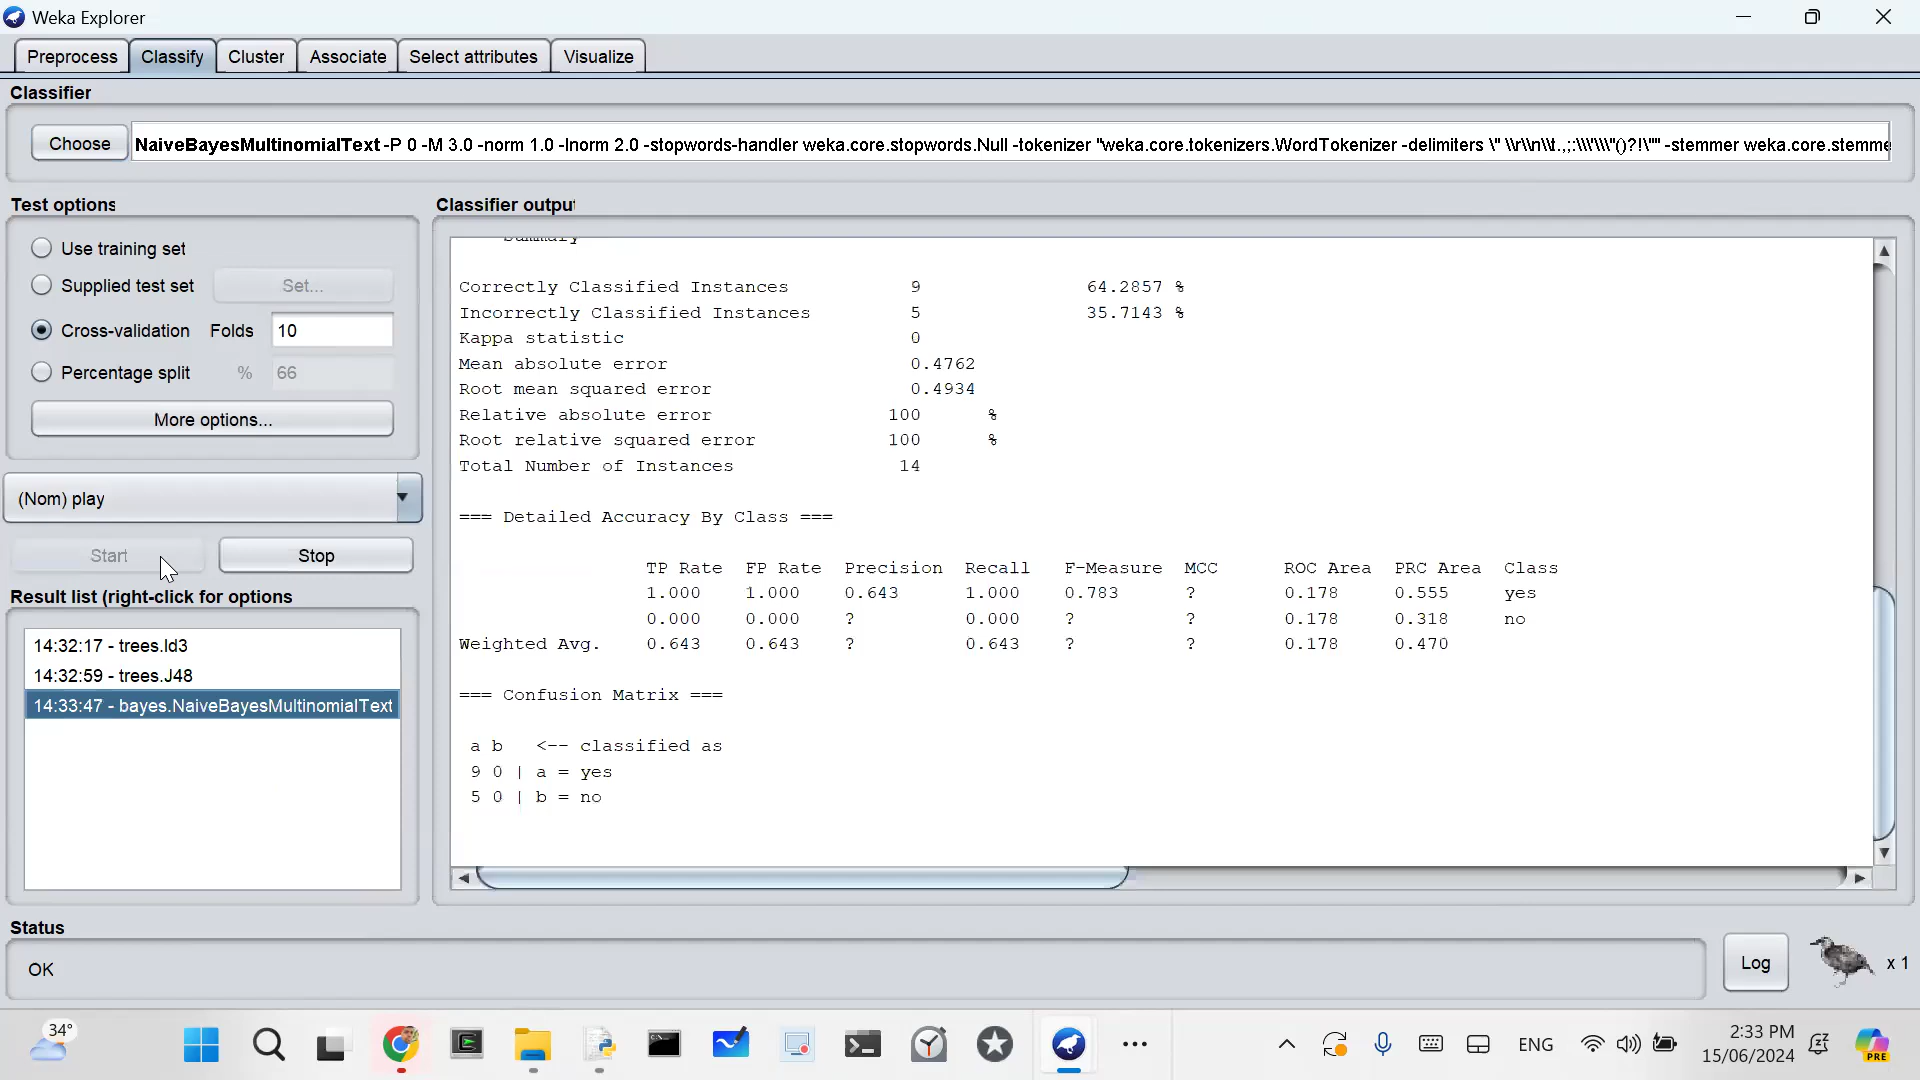 Weka Explorer
Preprocess Classify Cluster Associate Select attributes Visualize
Classifier
Choose NaiveBayesMultinomialText -P 0 -M 3.0 -norm 1.0 -lnorm 2.0 -stopwords-handler weka.core.stopwords.Null -tokenizer "weka.core.tokenizers.WordTokenizer -delimiters \" \\r\\n\\t.,;:\\\'\\\"()?!\"" -stemmer weka.core.stemme
Test options
Use training set
Supplied test set Set...
Cross-validation Folds 10
Percentage split % 66
More options...
(Nom) play
Start Stop
Result list (right-click for options
14:32:17 - trees.Id3
14:32:59 - trees.J48
14:33:47 - bayes.NaiveBayesMultinomialText
Classifier output
Summary
Correctly Classified Instances 9 64.2857 %
Incorrectly Classified Instances 5 35.7143 %
Kappa statistic 0
Mean absolute error 0.4762
Root mean squared error 0.4934
Relative absolute error 100 %
Root relative squared error 100 %
Total Number of Instances 14
=== Detailed Accuracy By Class ===
TP Rate FP Rate Precision Recall F-Measure MCC ROC Area PRC Area Class
1.000 1.000 0.643 1.000 0.783 ? 0.178 0.555 yes
0.000 0.000 ? 0.000 ? ? 0.178 0.318 no
Weighted Avg. 0.643 0.643 ? 0.643 ? ? 0.178 0.470
=== Confusion Matrix ===
a b <-- classified as
9 0 | a = yes
5 0 | b = no
Status
OK
Log
x 1
34°
ENG
2:33 PM
15/06/2024
PRE